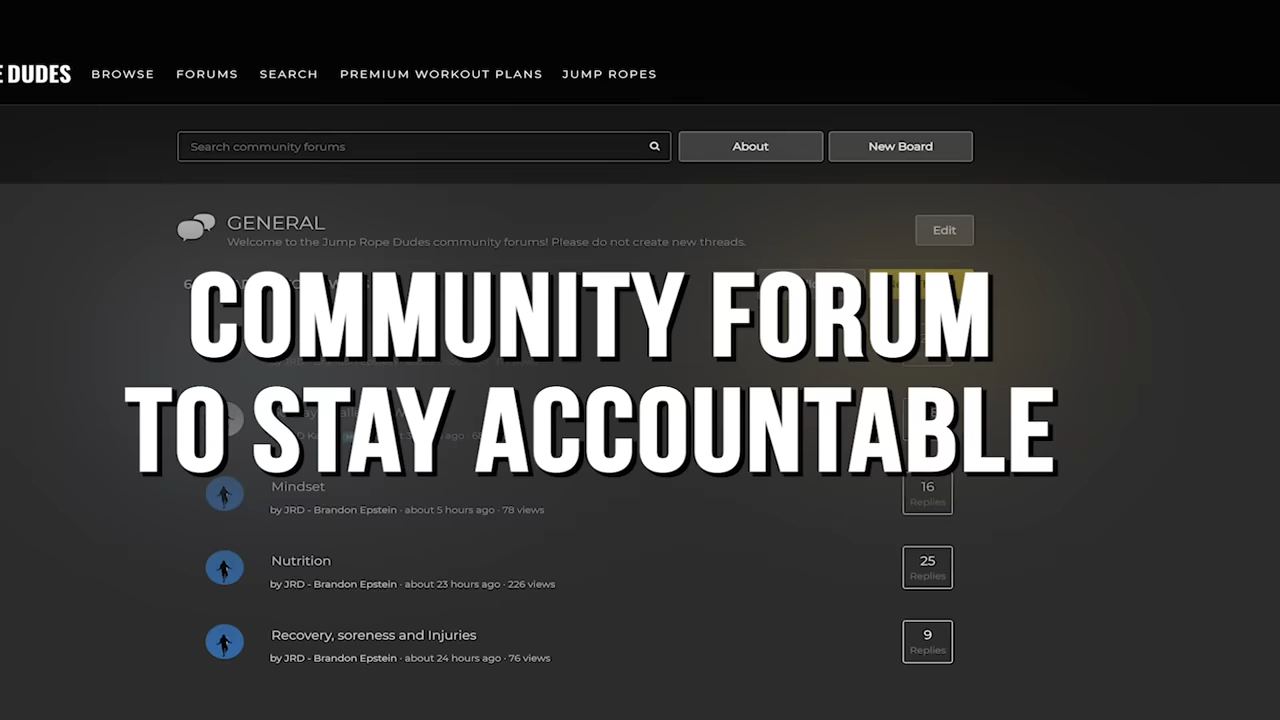 DUDES BROWSE FORUMS SEARCH PREMIUM WORKOUT PLANS JUMP ROPES
Search community forums About New Board
GENERAL Edit
Welcome to the Jump Rope Dudes community forums! Please do not create new threads.
COMMUNITY FORUM
TO STAY ACCOUNTABLE
Mindset 16
by JRD - Brandon Epstein · about 5 hours ago · 78 views Replies
Nutrition 25
by JRD - Brandon Epstein · about 23 hours ago · 226 views Replies
Recovery, soreness and Injuries 9
by JRD - Brandon Epstein · about 24 hours ago · 76 views Replies